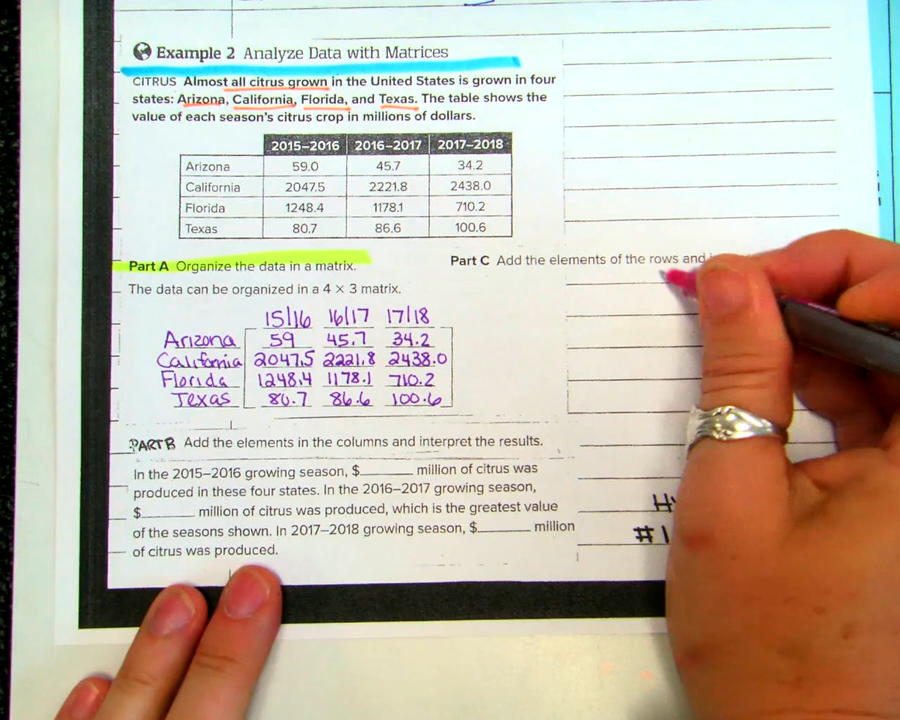 Example 2 Analyze Data with Matrices
CITRUS Almost all citrus grown in the United States is grown in four
states: Arizona, California, Florida, and Texas. The table shows the
value of each season's citrus crop in millions of dollars.
2015–2016 2016–2017 2017–2018
Arizona 59.0 45.7 34.2
California 2047.5 2221.8 2438.0
Florida 1248.4 1178.1 710.2
Texas 80.7 86.6 100.6
Part A Organize the data in a matrix.
The data can be organized in a 4 × 3 matrix.
15/16 16/17 17/18
Arizona 59 45.7 34.2
California 2047.5 2221.8 2438.0
Florida 1248.4 1178.1 710.2
Texas 80.7 86.6 100.6
PART B Add the elements in the columns and interpret the results.
In the 2015–2016 growing season, $______ million of citrus was
produced in these four states. In the 2016–2017 growing season,
$______ million of citrus was produced, which is the greatest value
of the seasons shown. In 2017–2018 growing season, $______ million
of citrus was produced.
Part C Add the elements of the rows and
#1